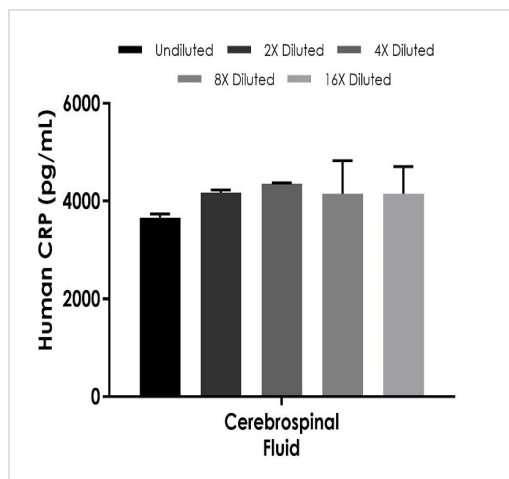 Undiluted 2X Diluted 4X Diluted
8X Diluted 16X Diluted
Human CRP (pg/mL)
6000
4000
2000
0
Cerebrospinal
Fluid